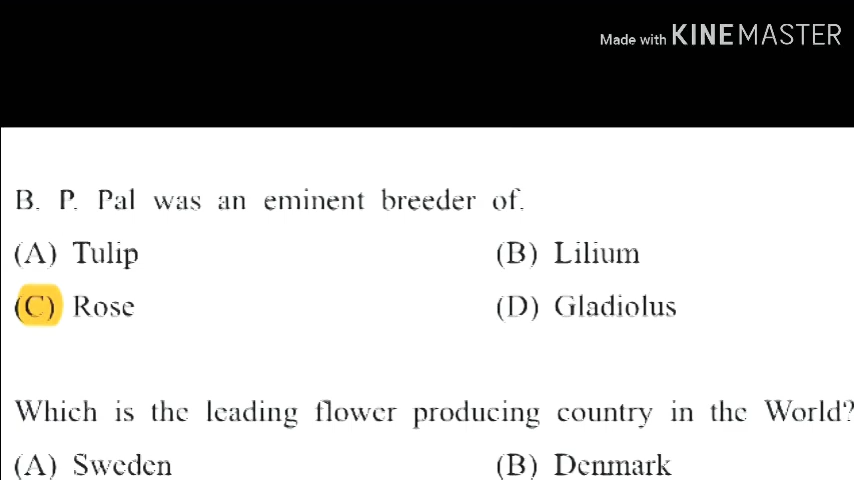 Made with KINEMASTER
B. P. Pal was an eminent breeder of.
(A) Tulip (B) Lilium
(C) Rose (D) Gladiolus
Which is the leading flower producing country in the World?
(A) Sweden (B) Denmark